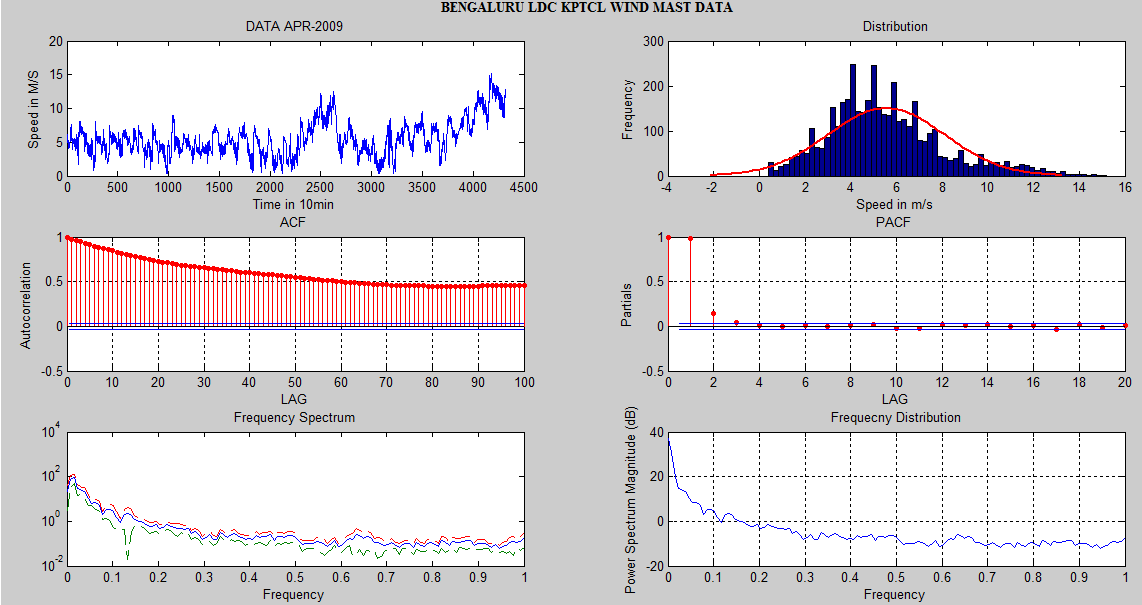 BENGALURU LDC KPTCL WIND MAST DATA
DATA APR-2009
Speed in M/S
20
15
10
5
0
0 500 1000 1500 2000 2500 3000 3500 4000 4500
Time in 10min
Distribution
Frequency
300
200
100
0
-4 -2 0 2 4 6 8 10 12 14 16
Speed in m/s
ACF
Autocorrelation
1
0.5
0
-0.5
0 10 20 30 40 50 60 70 80 90 100
LAG
PACF
Partials
1
0.5
0
-0.5
0 2 4 6 8 10 12 14 16 18 20
LAG
Frequency Spectrum
10^4
10^2
10^0
10^-2
0 0.1 0.2 0.3 0.4 0.5 0.6 0.7 0.8 0.9 1
Frequency
Frequecny Distribution
Power Spectrum Magnitude (dB)
40
20
0
-20
0 0.1 0.2 0.3 0.4 0.5 0.6 0.7 0.8 0.9 1
Frequency